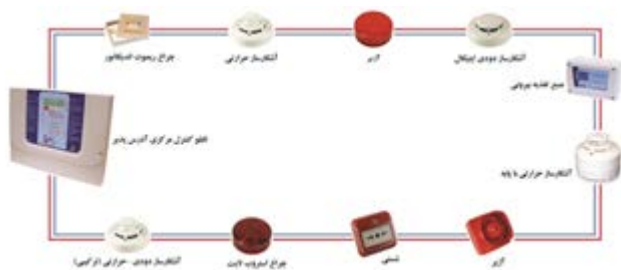 آشکارساز دودی اپتیکال
آژیر
آشکارساز حرارتی
چراغ ریموت اندیکاتور
منبع تغذیه بیرونی
تابلو کنترل مرکزی آدرس پذیر
آشکارساز حرارتی با پایه
آژیر
شستی
چراغ استروب لایت
آشکارساز دودی - حرارتی (ترکیبی)